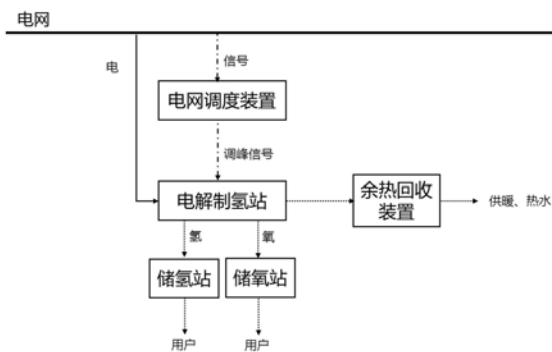 电网
电
信号
电网调度装置
调峰信号
电解制氢站
余热回收
装置
供暖、热水
氢
氧
储氢站
储氧站
用户
用户